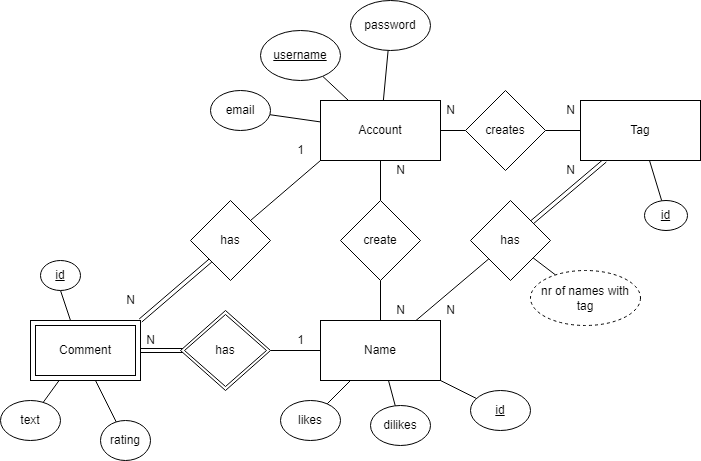 password
username
email
Account
N
creates
N
Tag
1
N
N
id
has
create
has
id
N
nr of names with
tag
N
N
Comment
N
has
1
Name
text
rating
likes
dilikes
id